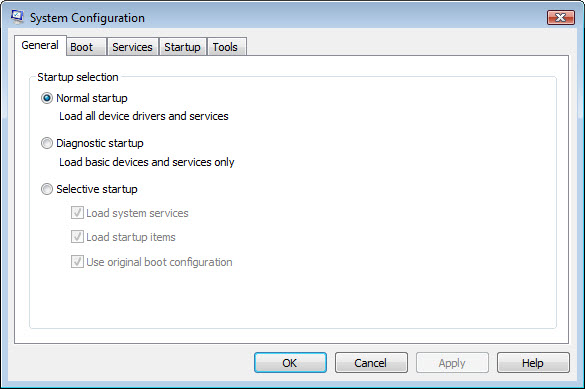 System Configuration
General Boot Services Startup Tools
Startup selection
Normal startup
Load all device drivers and services
Diagnostic startup
Load basic devices and services only
Selective startup
Load system services
Load startup items
Use original boot configuration
OK Cancel Apply Help